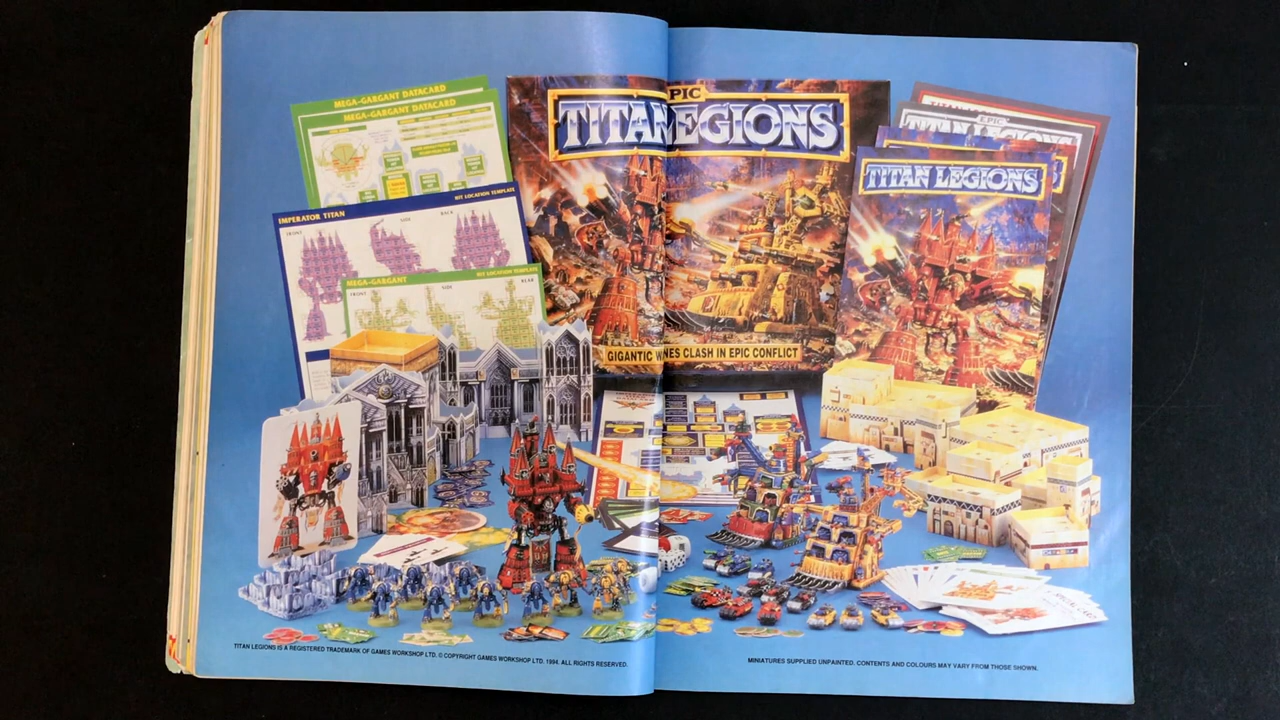 MEGA-GARGANT DATACARD
MEGA-GARGANT DATACARD
IMPERATOR TITAN
HIT LOCATION TEMPLATE
FRONT
SIDE
BACK
MEGA-GARGANT
HIT LOCATION TEMPLATE
FRONT
SIDE
REAR
EPIC
TITAN LEGIONS
GIGANTIC W NES CLASH IN EPIC CONFLICT
EPIC
TITAN LEGIONS
TITAN LEGIONS
TITAN LEGIONS IS A REGISTERED TRADEMARK OF GAMES WORKSHOP LTD. © COPYRIGHT GAMES WORKSHOP LTD. 1994. ALL RIGHTS RESERVED.
MINIATURES SUPPLIED UNPAINTED. CONTENTS AND COLOURS MAY VARY FROM THOSE SHOWN.